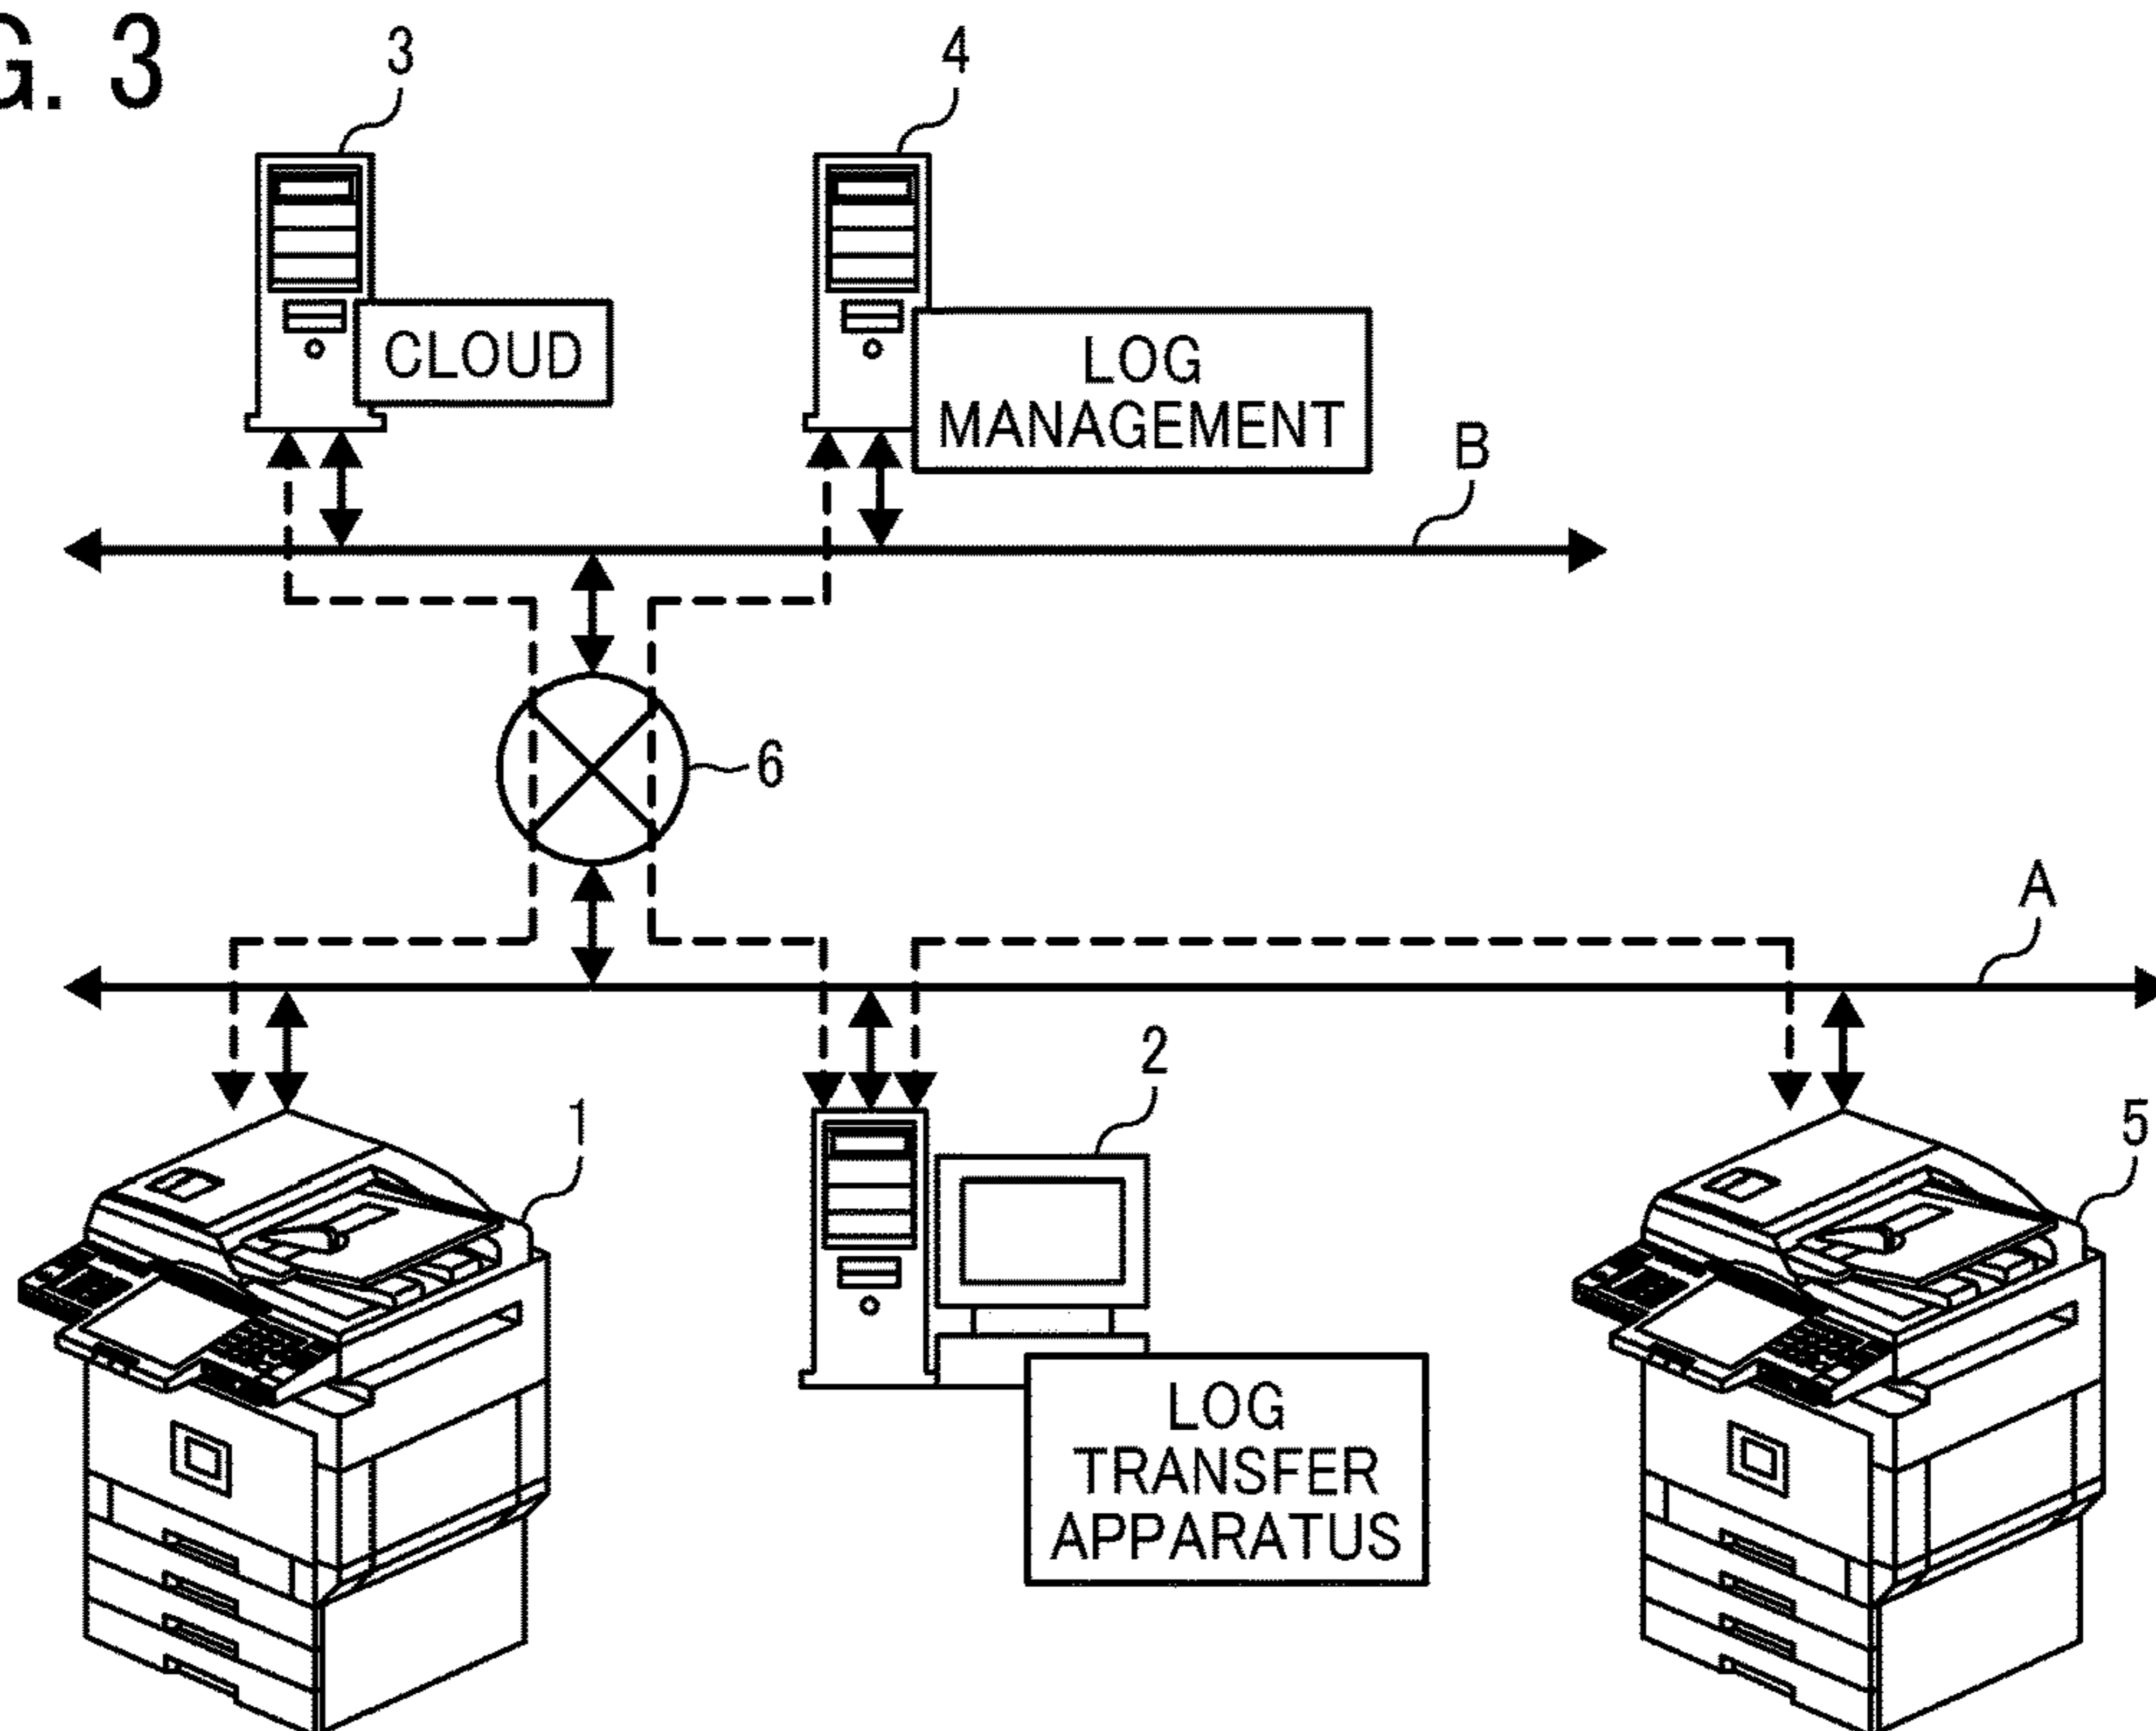 G. 3
3
4
CLOUD
LOG
MANAGEMENT
B
6
A
2
1
5
LOG
TRANSFER
APPARATUS